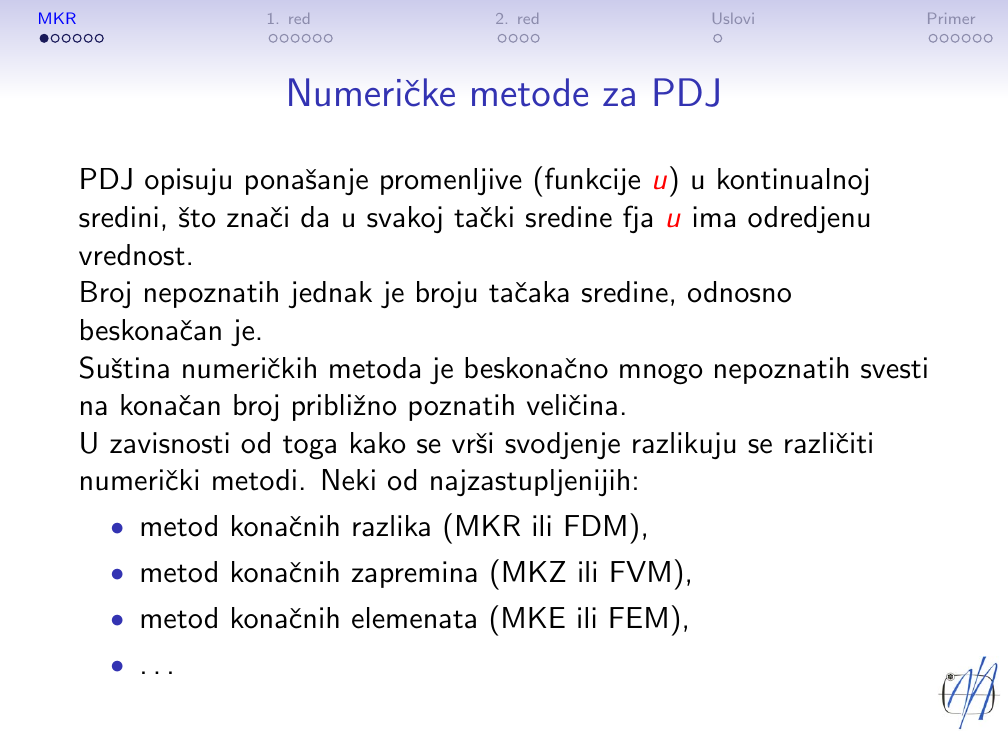 MKR 1. red 2. red Uslovi Primer
Numeričke metode za PDJ
PDJ opisuju ponašanje promenljive (funkcije u) u kontinualnoj
sredini, što znači da u svakoj tački sredine fja u ima odredjenu
vrednost.
Broj nepoznatih jednak je broju tačaka sredine, odnosno
beskonačan je.
Suština numeričkih metoda je beskonačno mnogo nepoznatih svesti
na konačan broj približno poznatih veličina.
U zavisnosti od toga kako se vrši svodjenje razlikuju se različiti
numerički metodi. Neki od najzastupljenijih:
• metod konačnih razlika (MKR ili FDM),
• metod konačnih zapremina (MKZ ili FVM),
• metod konačnih elemenata (MKE ili FEM),
• . . .